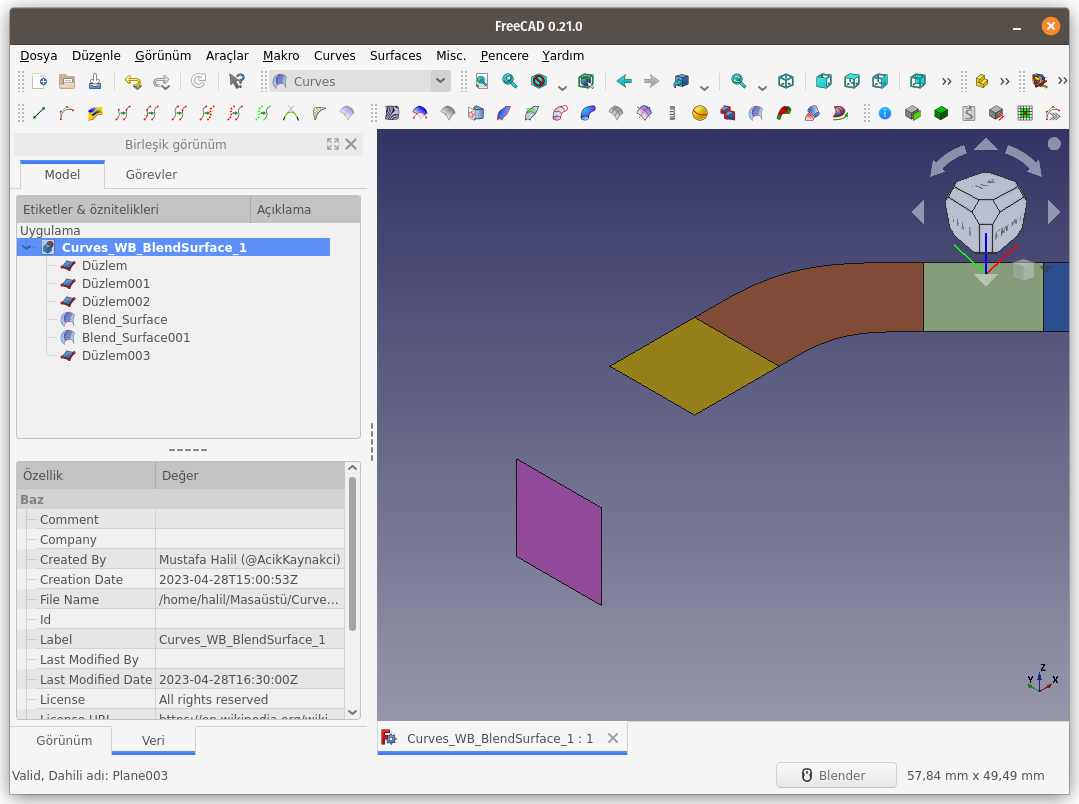 FreeCAD 0.21.0
Dosya Düzenle Görünüm Araçlar Makro Curves Surfaces Misc. Pencere Yardım
Curves
Birleşik görünüm
Model Görevler
Etiketler & öznitelikleri Açıklama
Uygulama
Curves_WB_BlendSurface_1
Düzlem
Düzlem001
Düzlem002
Blend_Surface
Blend_Surface001
Düzlem003
Özellik Değer
Baz
Comment
Company
Created By Mustafa Halil (@AcikKaynakci)
Creation Date 2023-04-28T15:00:53Z
File Name /home/halil/Masaüstü/Curve...
Id
Label Curves_WB_BlendSurface_1
Last Modified By
Last Modified Date 2023-04-28T16:30:00Z
License All rights reserved
License URL https://en.wikipedia.org/wiki...
Görünüm Veri
Z
Y X
Curves_WB_BlendSurface_1 : 1
Valid, Dahili adı: Plane003
Blender 57,84 mm x 49,49 mm